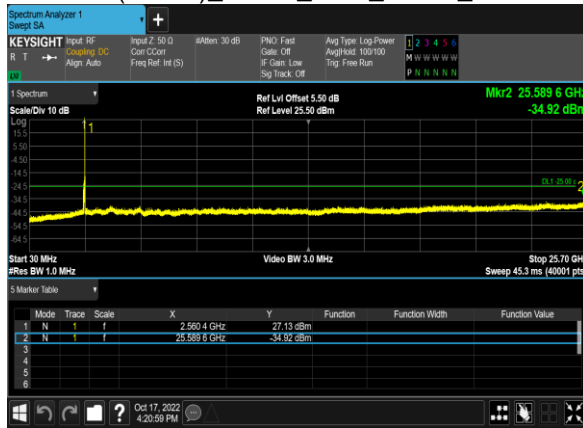 Spectrum Analyzer 1
Swept SA
+
KEYSIGHT
R T
LXI
Input: RF
Coupling: DC
Align: Auto
Input Z: 50 Ω
Corr CCorr
Freq Ref: Int (S)
#Atten: 30 dB
PNO: Fast
Gate: Off
IF Gain: Low
Sig Track: Off
Avg Type: Log-Power
Avg|Hold: 100/100
Trig: Free Run
1 2 3 4 5 6
M W W W W W
P N N N N N
1 Spectrum
Scale/Div 10 dB
Ref Lvl Offset 5.50 dB
Ref Level 25.50 dBm
Mkr2 25.589 6 GHz
-34.92 dBm
Log
15.5
5.50
-4.50
-14.5
-24.5
-34.5
-44.5
-54.5
-64.5
1
2
Start 30 MHz
#Res BW 1.0 MHz
Video BW 3.0 MHz
Stop 25.70 GHz
Sweep 45.3 ms (40001 pts)
5 Marker Table
Mode Trace Scale X Y Function Function Width Function Value
1 N 1 f 2.560 4 GHz 27.13 dBm
2 N 1 f 25.589 6 GHz -34.92 dBm
3
4
5
6
?
Oct 17, 2022
4:20:59 PM